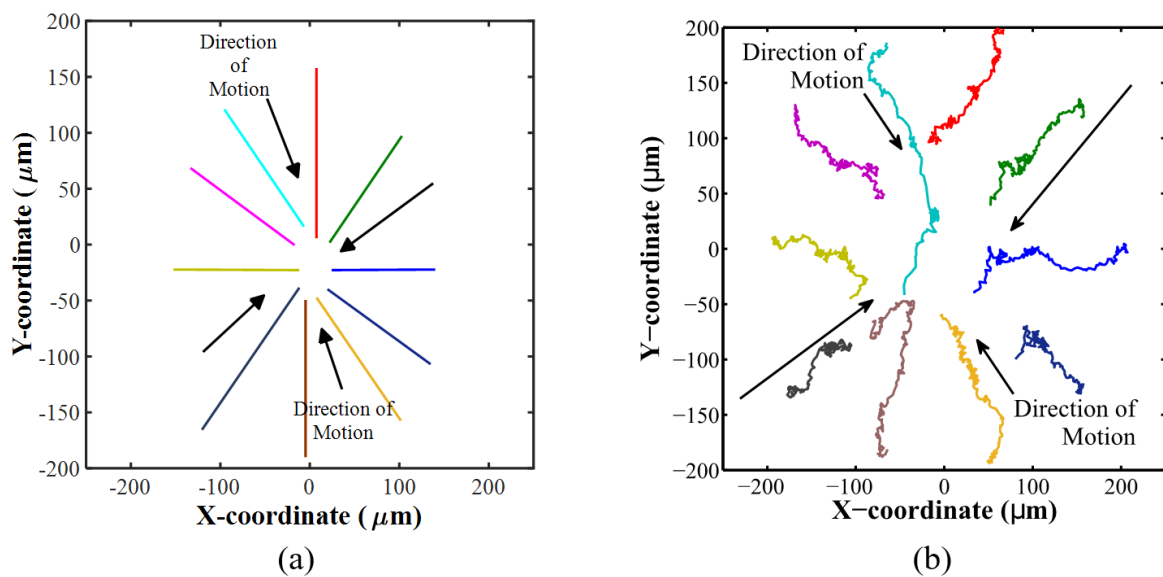 200
150
100
50
0
-50
-100
-150
-200
Y-coordinate ( μm)
Direction
of
Motion
Direction of
Motion
-200
-100
0
100
200
X-coordinate ( μm)
(a)
200
150
100
50
0
−50
−100
−150
−200
Y−coordinate (μm)
Direction of
Motion
Direction of
Motion
−200
−100
0
100
200
X−coordinate (μm)
(b)